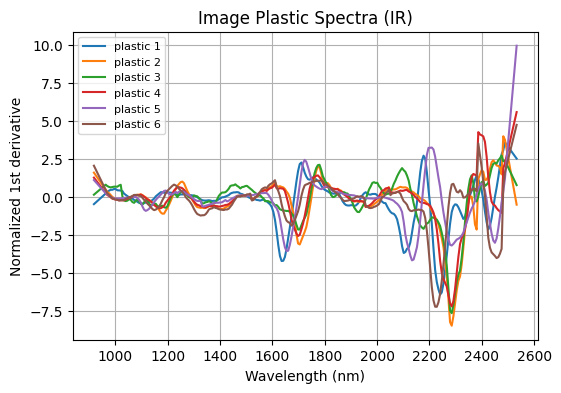 Image Plastic Spectra (IR)
plastic 1
plastic 2
plastic 3
plastic 4
plastic 5
plastic 6
Normalized 1st derivative
10.0
7.5
5.0
2.5
0.0
−2.5
−5.0
−7.5
1000 1200 1400 1600 1800 2000 2200 2400 2600
Wavelength (nm)